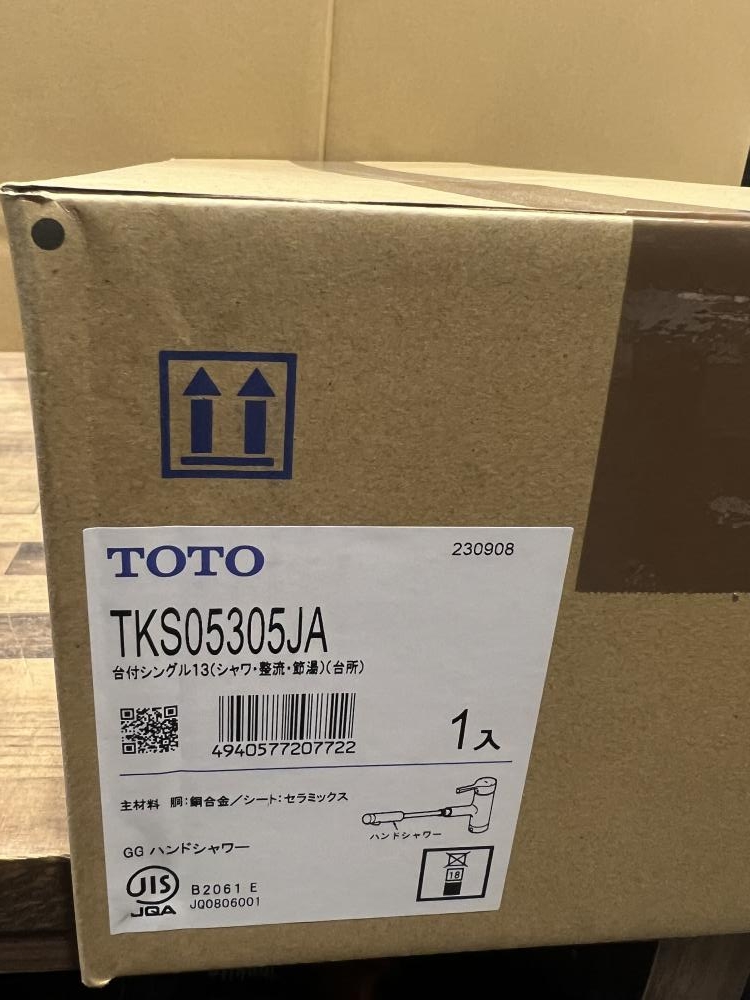 TOTO
230908
TKS05305JA
台付シングル13(シャワ・整流・節湯)(台所)
4940577207722
1入
主材料 胴:銅合金/シート:セラミックス
ハンドシャワー
GG ハンドシャワー
18
JIS
JQA
B2061 E
JQ0806001